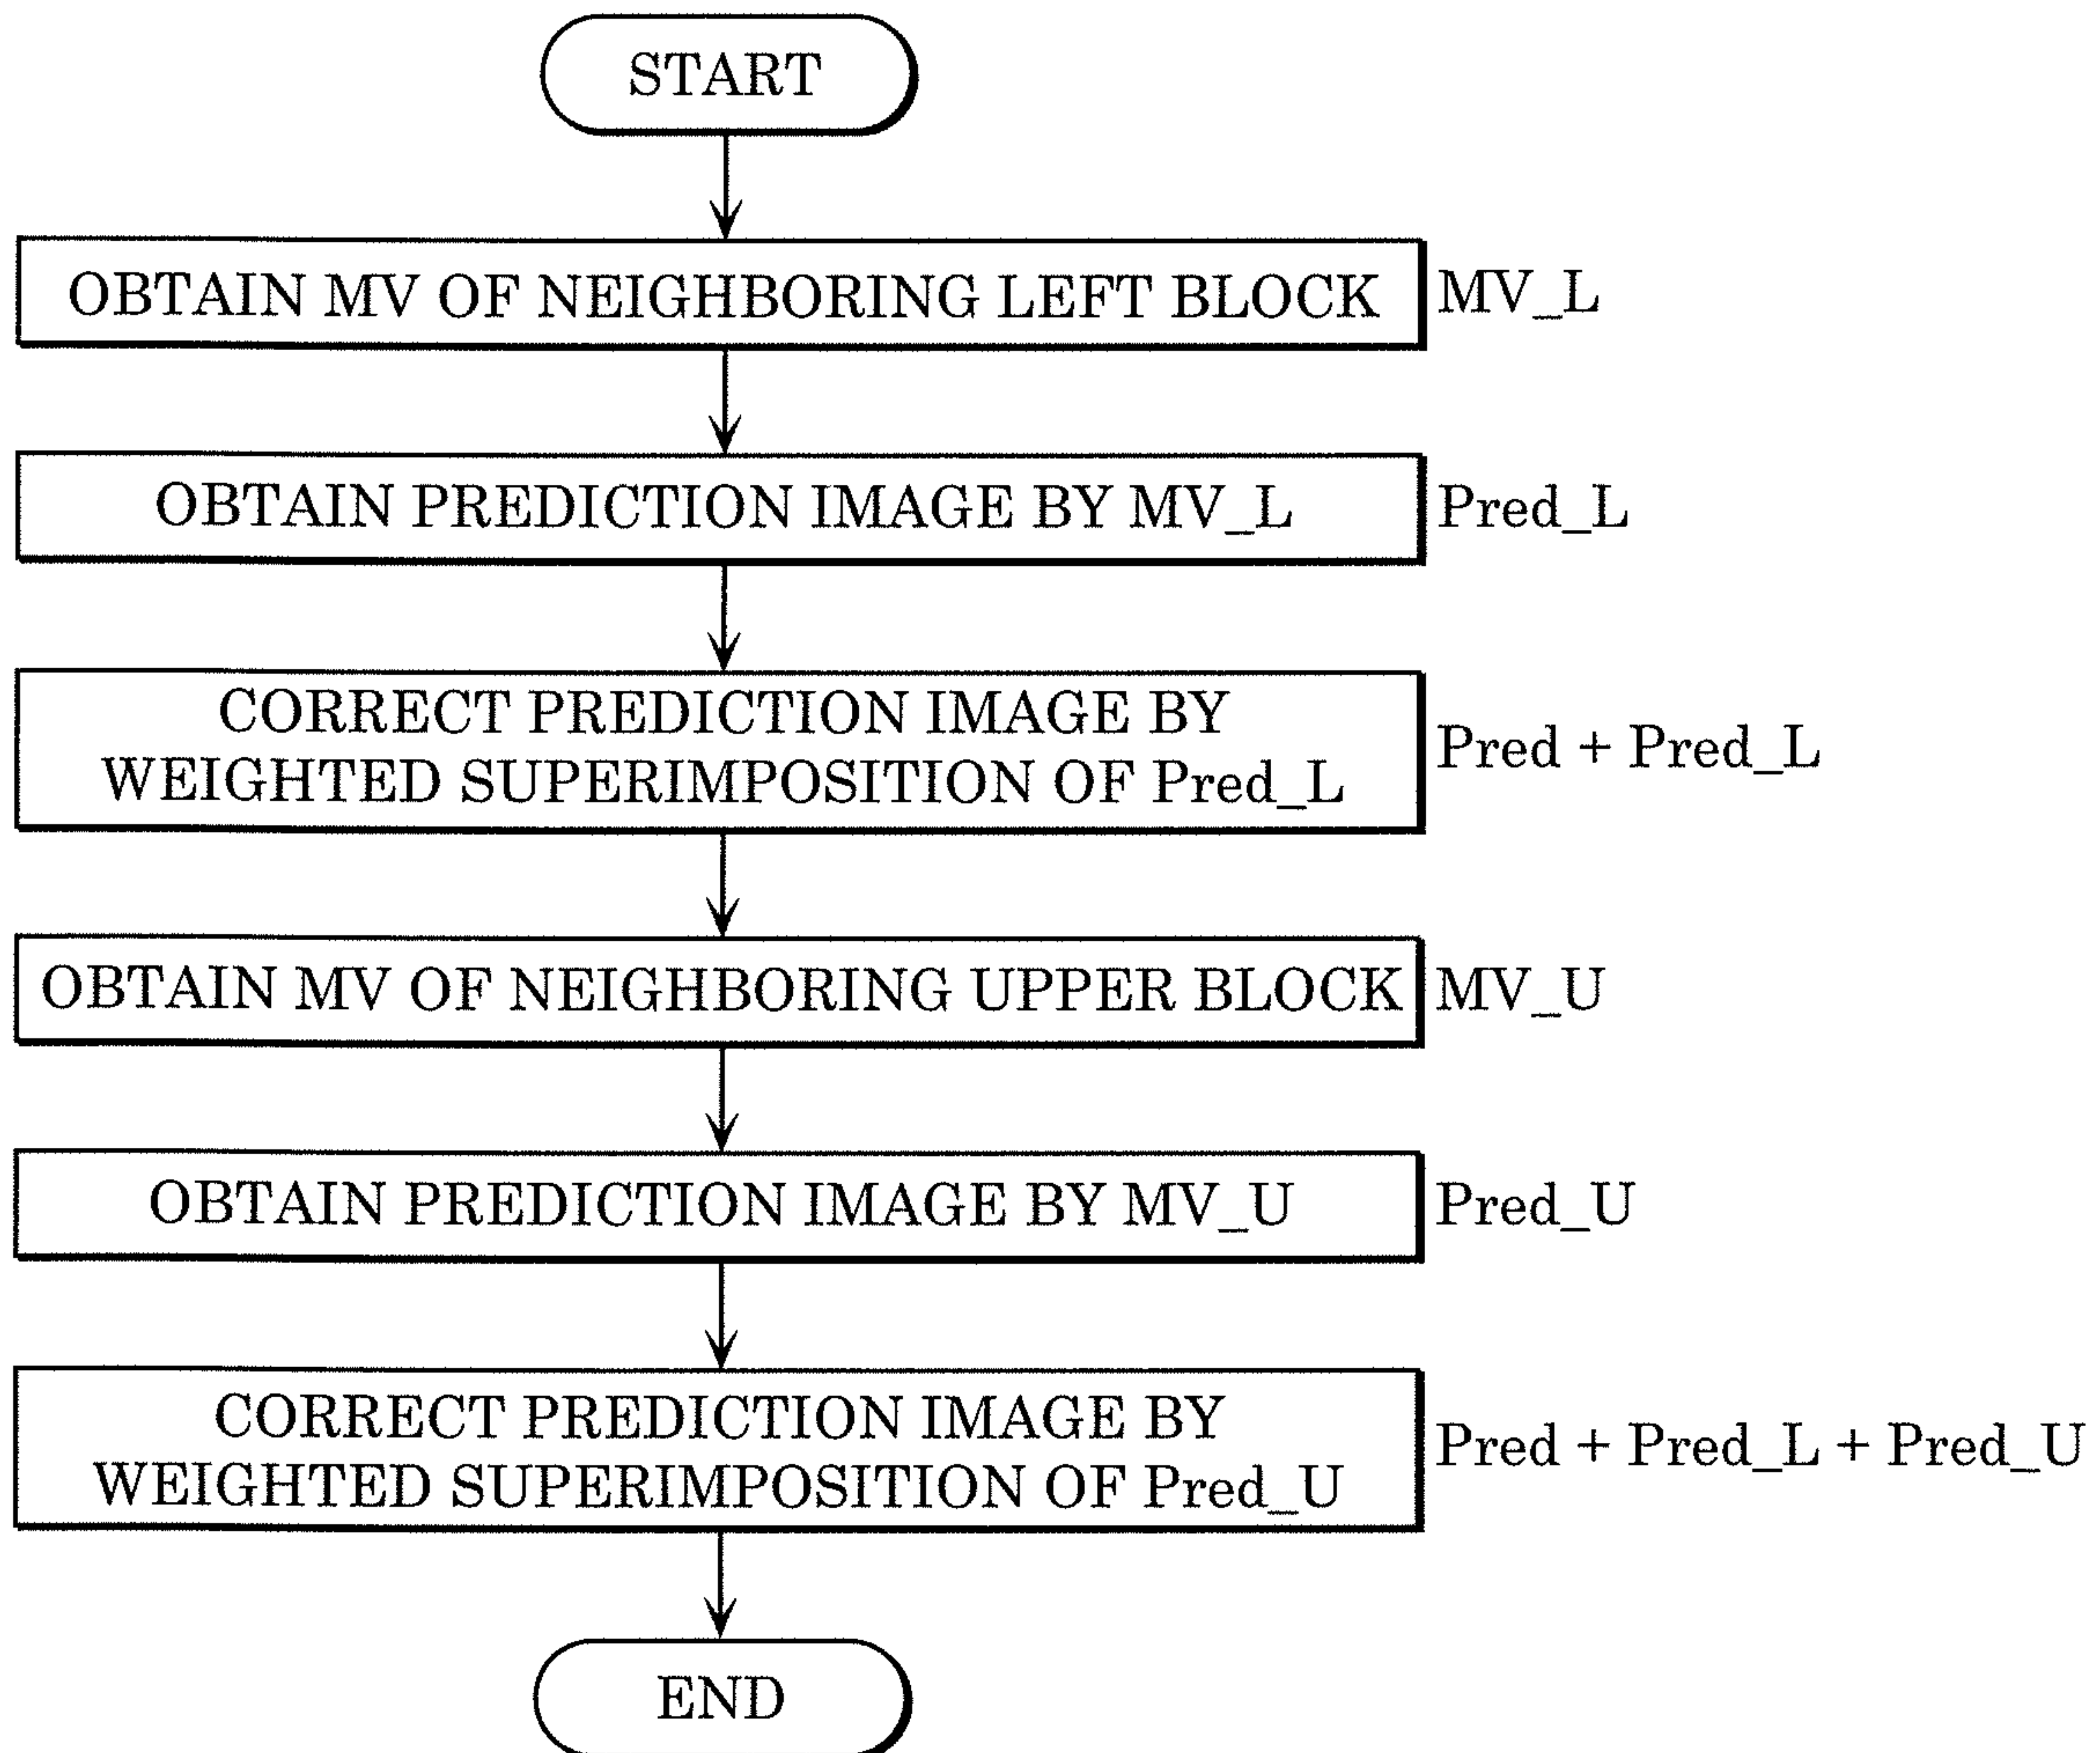 START
OBTAIN MV OF NEIGHBORING LEFT BLOCK
MV_L
OBTAIN PREDICTION IMAGE BY MV_L
Pred_L
CORRECT PREDICTION IMAGE BY
WEIGHTED SUPERIMPOSITION OF Pred_L
Pred + Pred_L
OBTAIN MV OF NEIGHBORING UPPER BLOCK
MV_U
OBTAIN PREDICTION IMAGE BY MV_U
Pred_U
CORRECT PREDICTION IMAGE BY
WEIGHTED SUPERIMPOSITION OF Pred_U
Pred + Pred_L + Pred_U
END